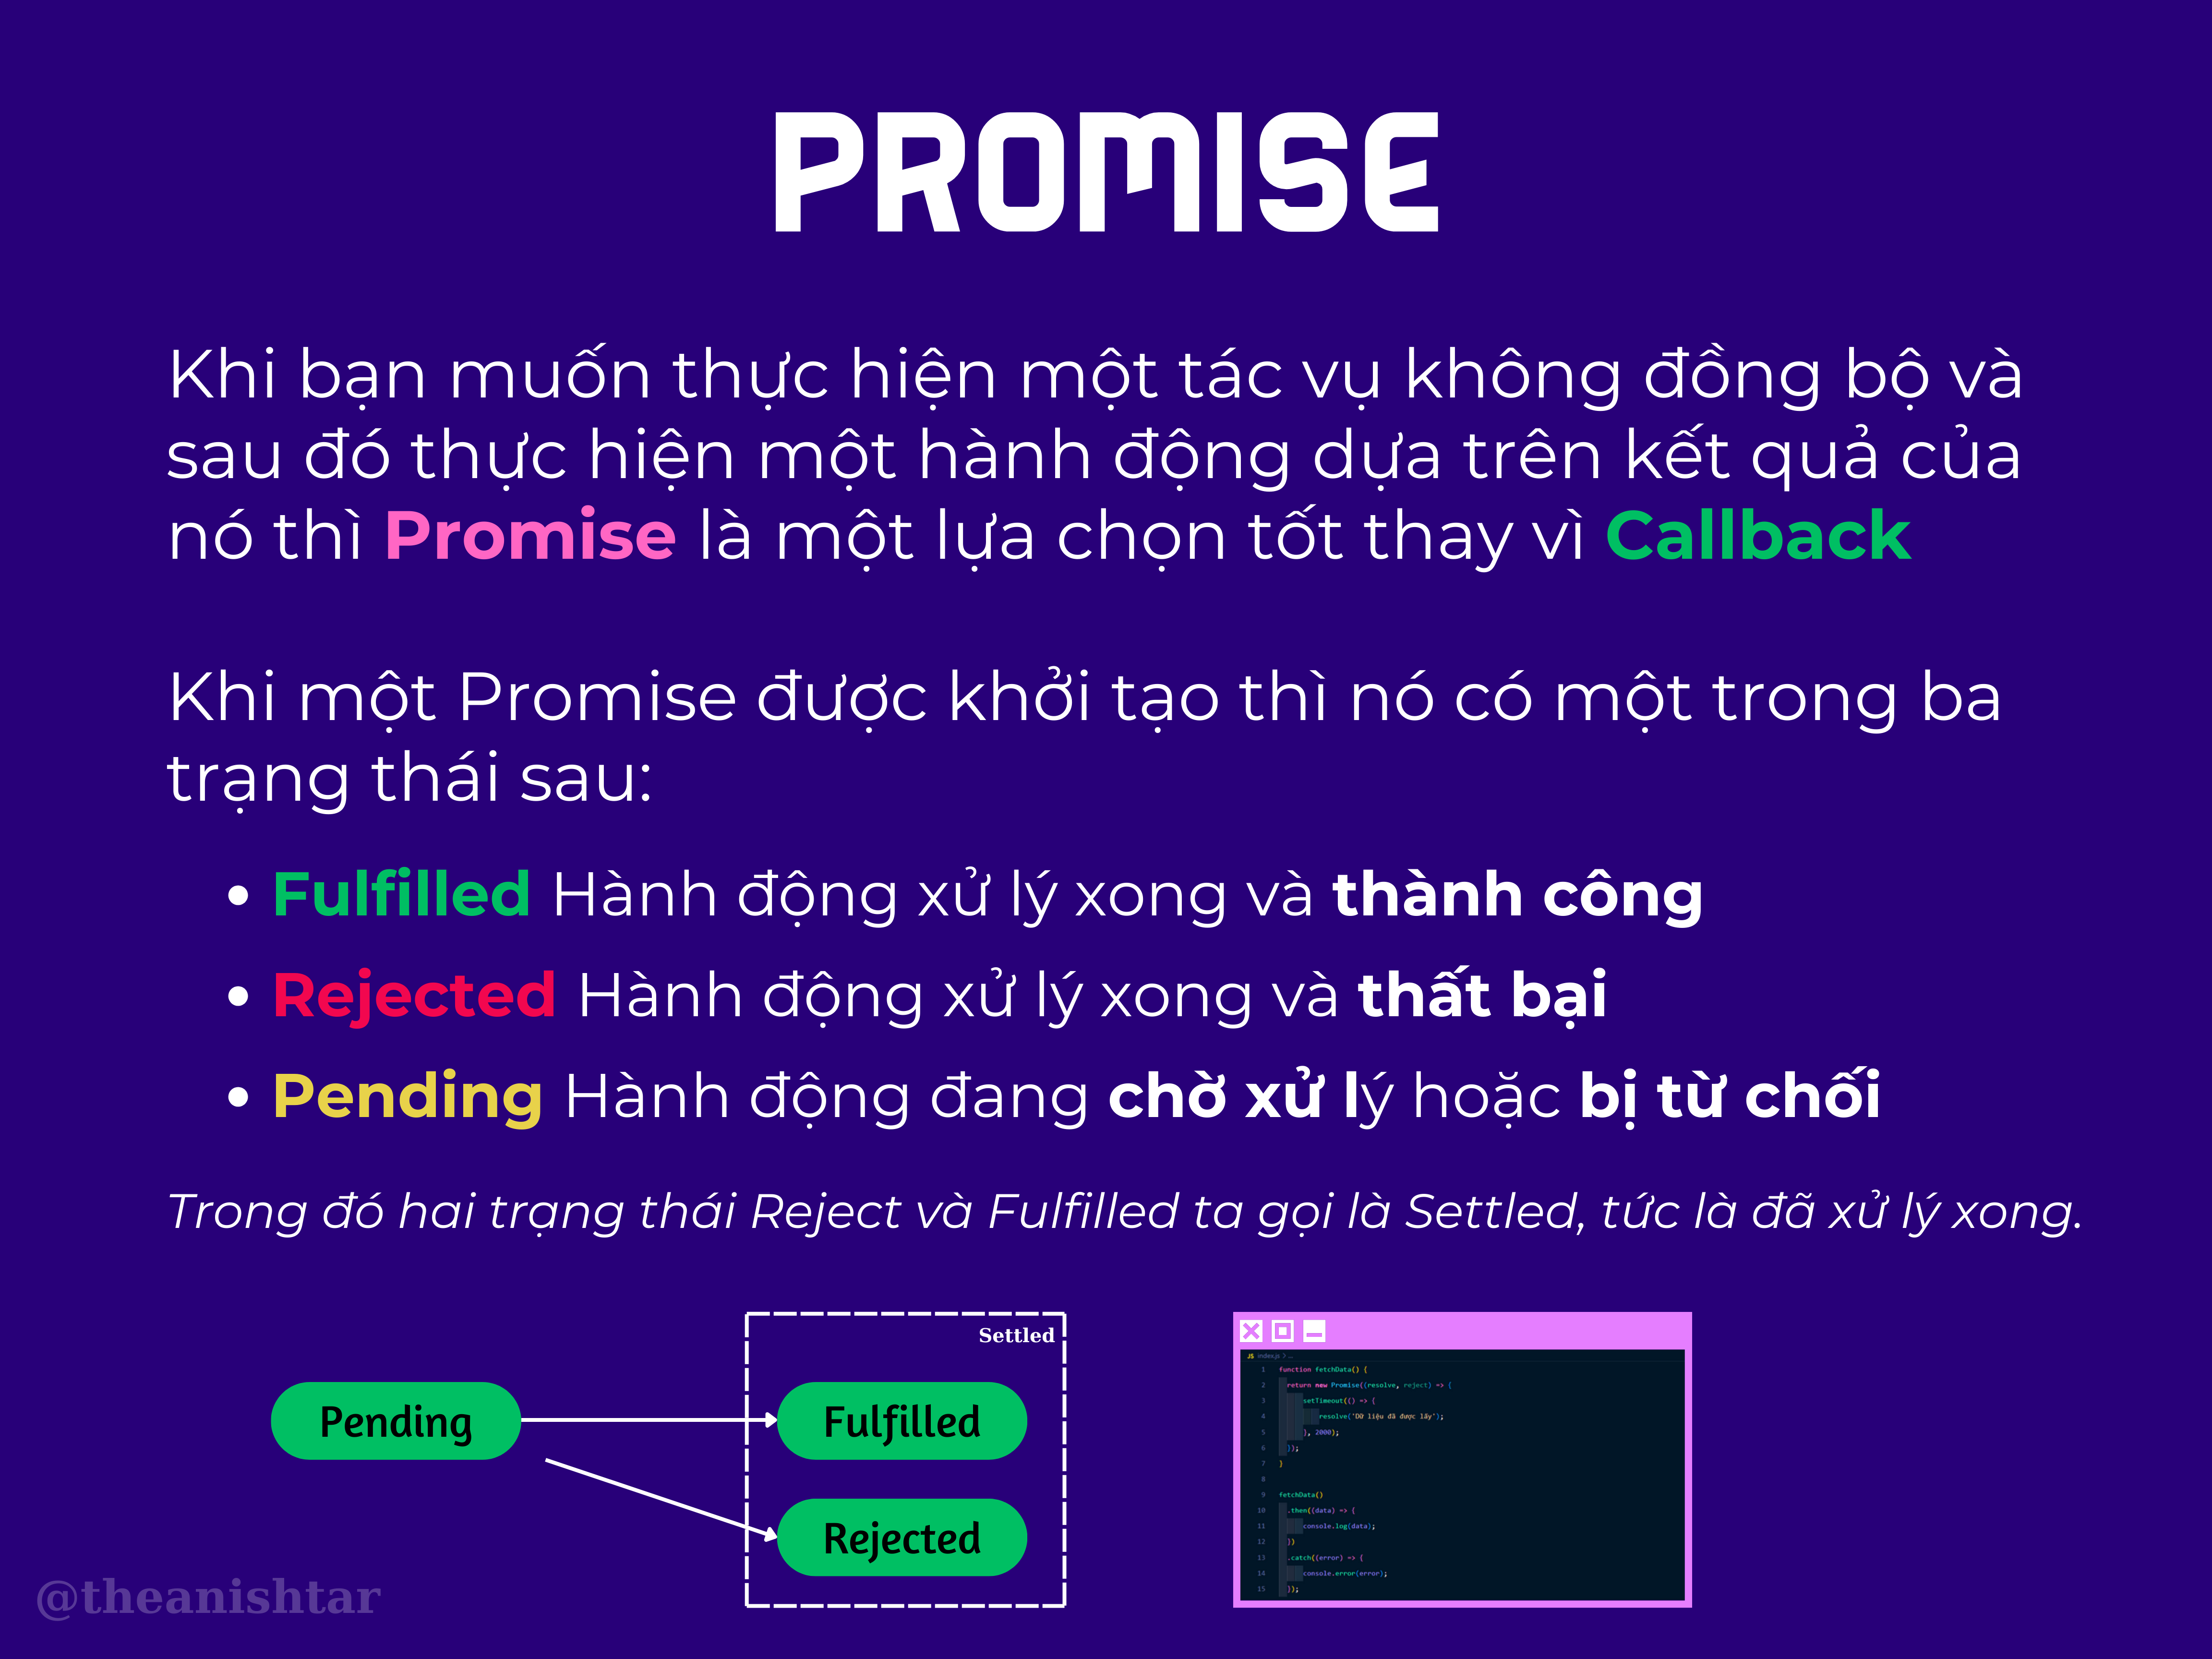 PROMISE
Khi bạn muốn thực hiện một tác vụ không đồng bộ và
sau đó thực hiện một hành động dựa trên kết quả của
nó thì Promise là một lựa chọn tốt thay vì Callback
Khi một Promise được khởi tạo thì nó có một trong ba
trạng thái sau:
• Fulfilled Hành động xử lý xong và thành công
• Rejected Hành động xử lý xong và thất bại
• Pending Hành động đang chờ xử lý hoặc bị từ chối
Trong đó hai trạng thái Reject và Fulfilled ta gọi là Settled, tức là đã xử lý xong.
Settled
Pending
Fulfilled
Rejected
JS index.js > ...
1 function fetchData() {
2 return new Promise((resolve, reject) => {
3 setTimeout(() => {
4 resolve('Dữ liệu đã được lấy');
5 }, 2000);
6 });
7 }
8
9 fetchData()
10 .then((data) => {
11 console.log(data);
12 })
13 .catch((error) => {
14 console.error(error);
15 });
@theanishtar